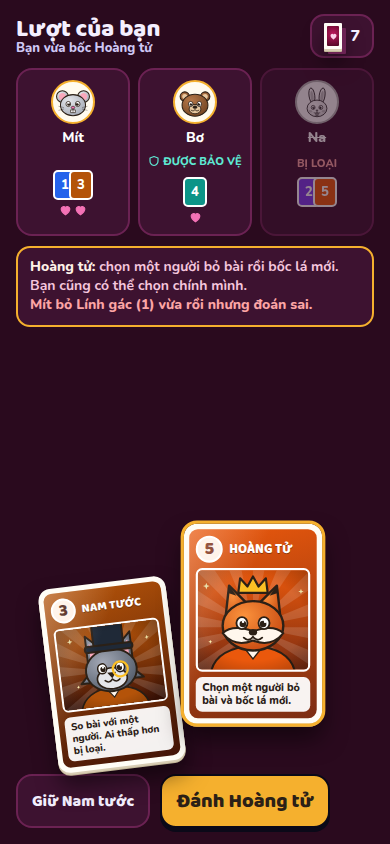 Lượt của bạn
Bạn vừa bốc Hoàng tử
7
Mít
1 3
Bơ
ĐƯỢC BẢO VỆ
4
Na
BỊ LOẠI
2 5
Hoàng tử: chọn một người bỏ bài rồi bốc lá mới.
Bạn cũng có thể chọn chính mình.
Mít bỏ Lính gác (1) vừa rồi nhưng đoán sai.
5 HOÀNG TỬ
Chọn một người bỏ
bài và bốc lá mới.
3 NAM TƯỚC
So bài với một
người. Ai thấp hơn
bị loại.
Giữ Nam tước
Đánh Hoàng tử